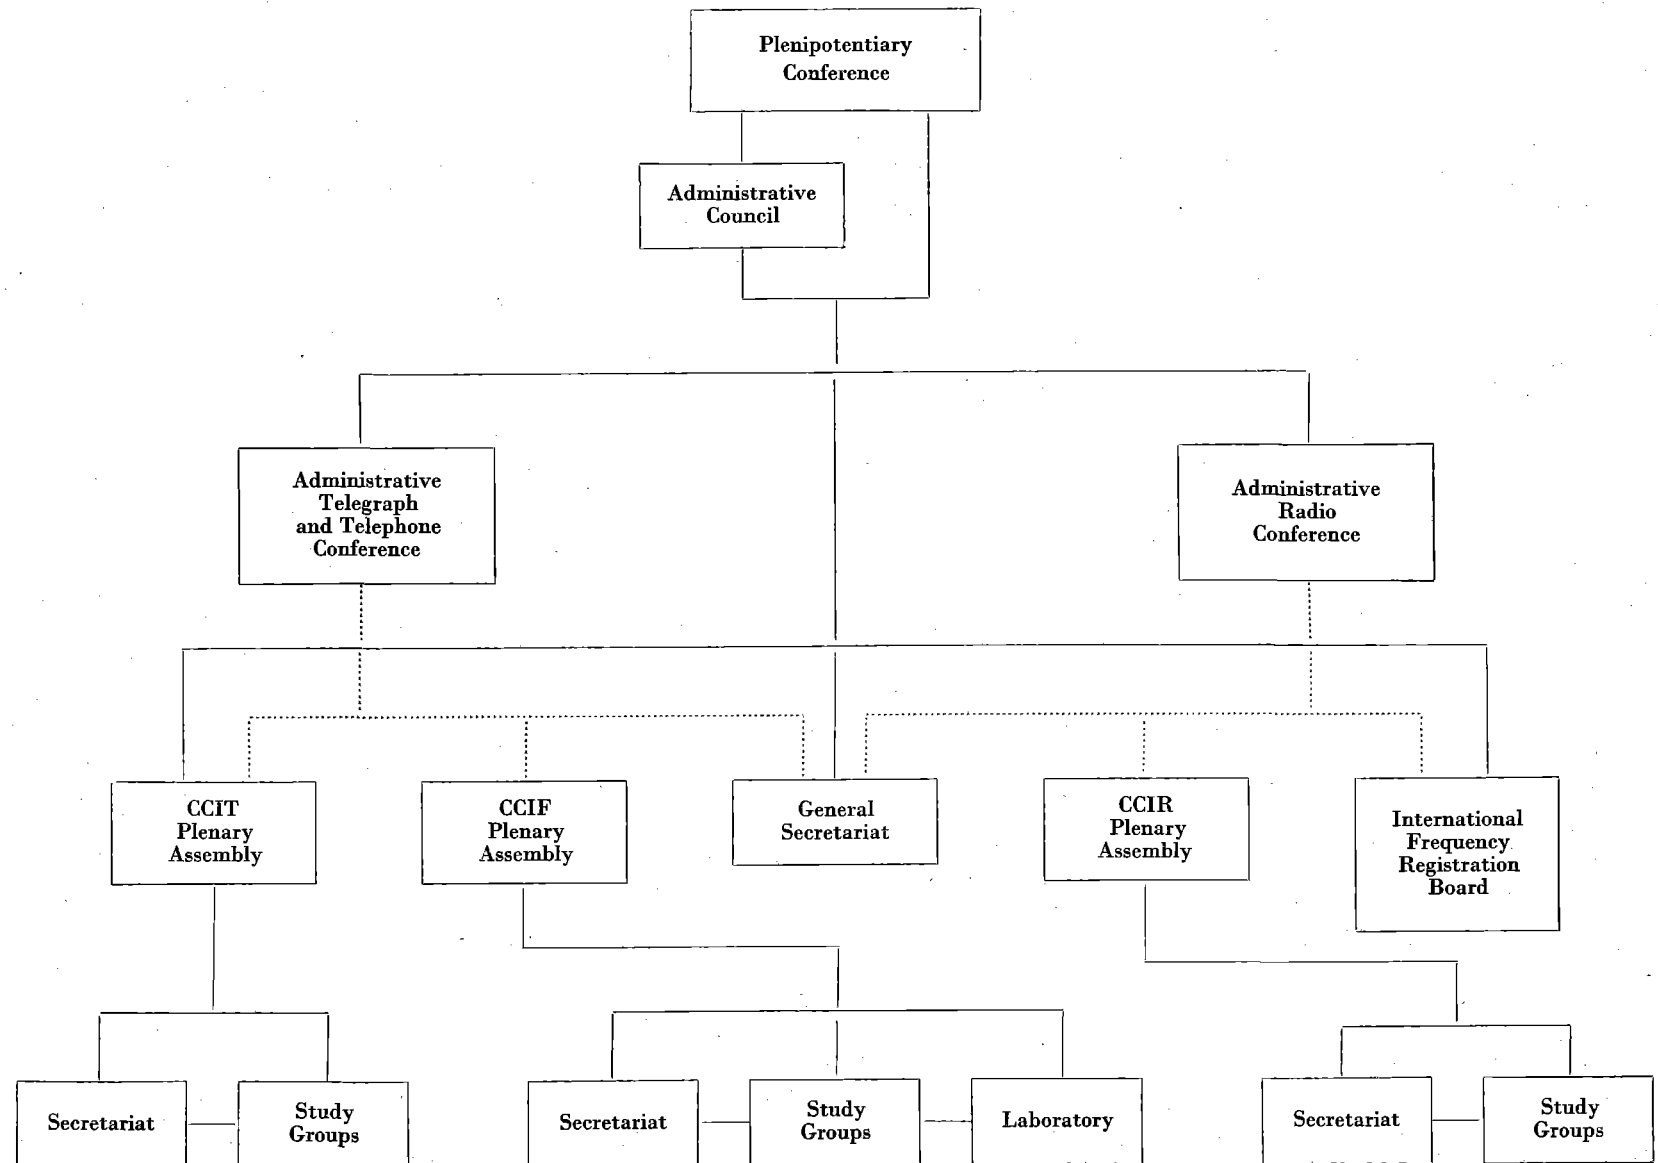 Plenipotentiary
Conference
Administrative
Council
Administrative
Telegraph
and Telephone
Conference
Administrative
Radio
Conference
CCIT
Plenary
Assembly
CCIF
Plenary
Assembly
General
Secretariat
CCIR
Plenary
Assembly
International
Frequency
Registration
Board
Secretariat
Study
Groups
Secretariat
Study
Groups
Laboratory
Secretariat
Study
Groups